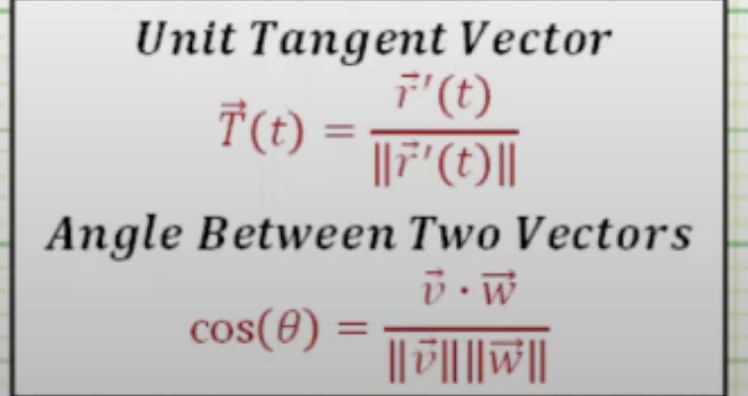 Unit Tangent Vector
T⃗(t) = r⃗ ′(t) / ‖r⃗ ′(t)‖
Angle Between Two Vectors
cos(θ) = v⃗ · w⃗ / ‖v⃗‖‖w⃗‖